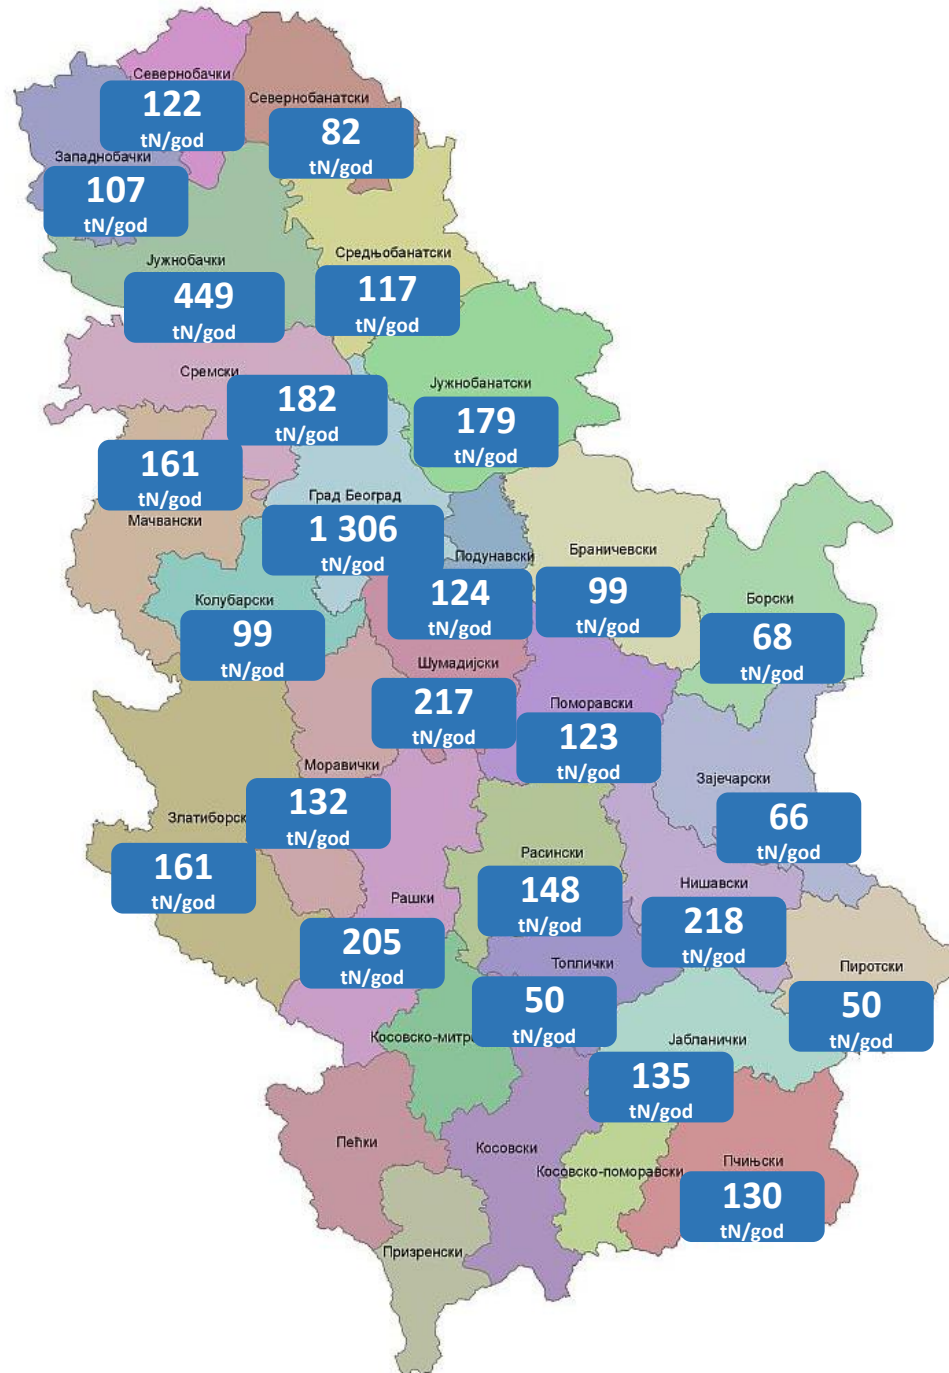 Севернобачки
122
tN/god
Севернобанатски
82
tN/god
Западнобачки
107
tN/god
Јужнобачки
449
tN/god
Средњобанатски
117
tN/god
Сремски
182
tN/god
Јужнобанатски
179
tN/god
161
tN/god
Мачвански
Град Београд
1 306
tN/god
Подунавски
124
tN/god
Браничевски
99
tN/god
Борски
68
tN/god
Колубарски
99
tN/god
Шумадијски
217
tN/god
Поморавски
123
tN/god
Моравички
132
tN/god
Зајечарски
66
tN/god
Златиборск
161
tN/god
Рашки
205
tN/god
Расински
148
tN/god
Нишавски
218
tN/god
Топлички
50
tN/god
Пиротски
50
tN/god
Косовско-митр
Јабланички
135
tN/god
Пећки
Косовски
Косовско-поморавски
Пчињски
130
tN/god
Призренски